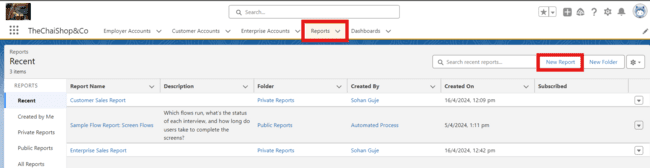 Search...
TheChaiShop&Co Employer Accounts Customer Accounts Enterprise Accounts Reports Dashboards
Reports
Recent
3 items
Search recent reports...
New Report New Folder
REPORTS Report Name Description Folder Created By Created On Subscribed
Recent Customer Sales Report Private Reports Sohan Guje 16/4/2024, 12:09 pm
Created by Me
Private Reports
Public Reports
All Reports
Sample Flow Report: Screen Flows Which flows run, what's the status
of each interview, and how long do
users take to complete the
screens?
Public Reports Automated Process 5/4/2024, 1:11 pm
Enterprise Sales Report Private Reports Sohan Guje 16/4/2024, 12:42 pm